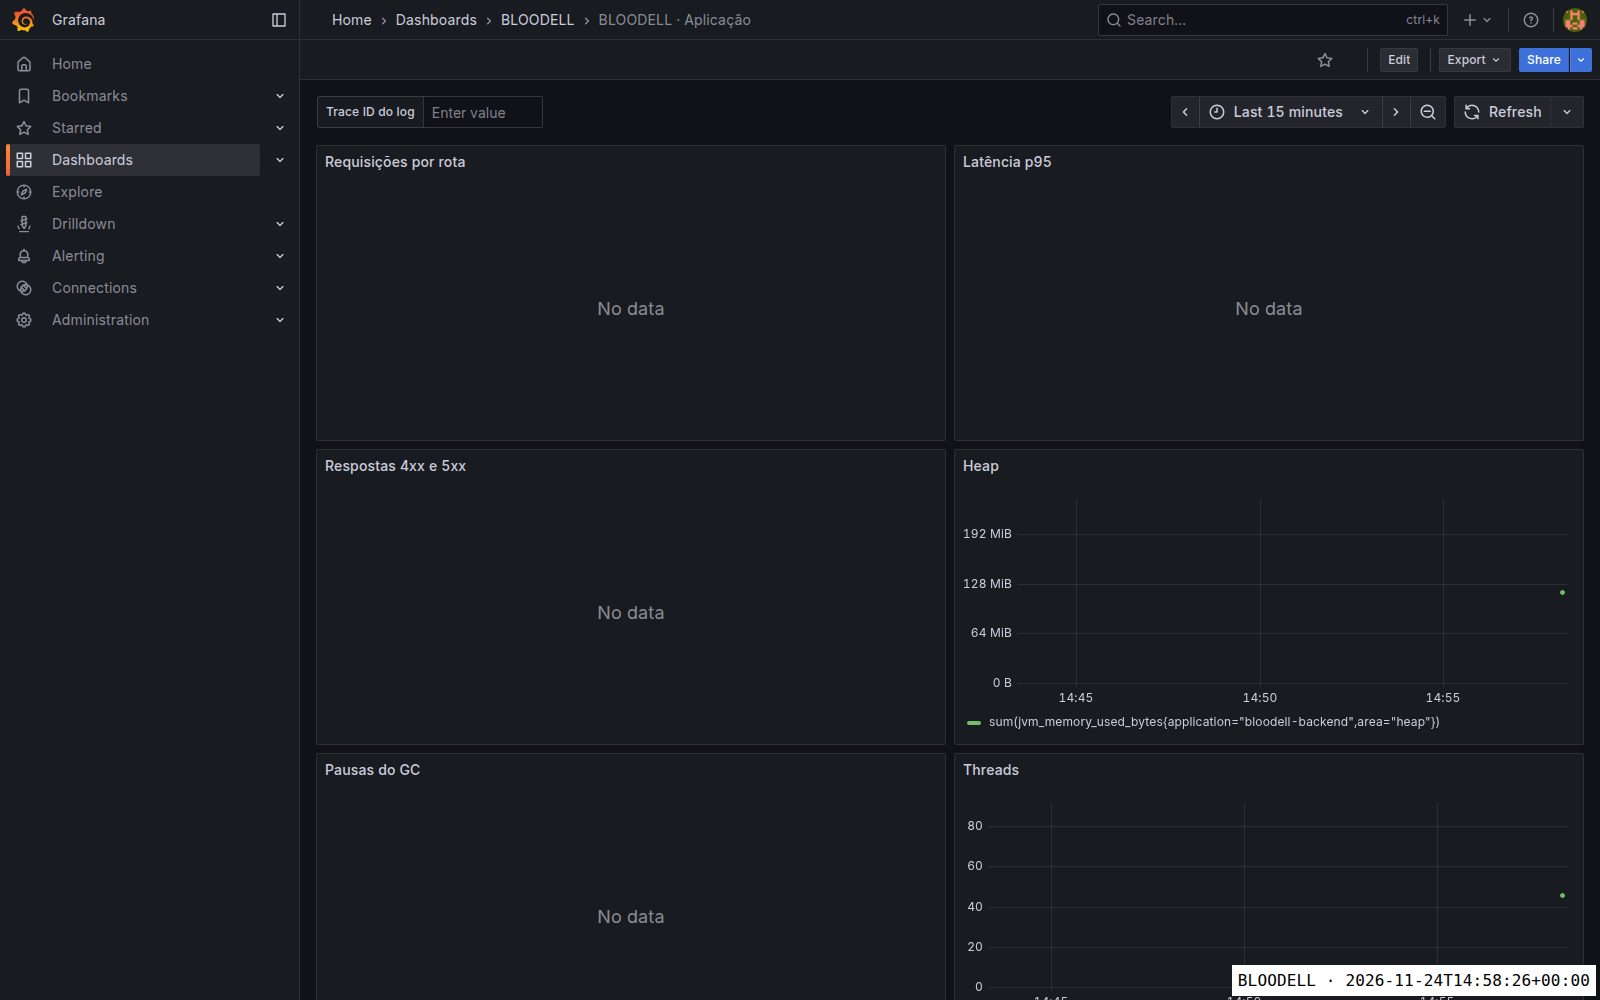 Grafana
Home › Dashboards › BLOODELL › BLOODELL · Aplicação
Search... ctrl+k
Edit Export Share
Home
Bookmarks
Starred
Dashboards
Explore
Drilldown
Alerting
Connections
Administration
Trace ID do log Enter value
Last 15 minutes Refresh
Requisições por rota
No data
Latência p95
No data
Respostas 4xx e 5xx
No data
Heap
192 MiB
128 MiB
64 MiB
0 B
14:45 14:50 14:55
sum(jvm_memory_used_bytes{application="bloodell-backend",area="heap"})
Pausas do GC
No data
Threads
80
60
40
20
0
BLOODELL · 2026-11-24T14:58:26+00:00